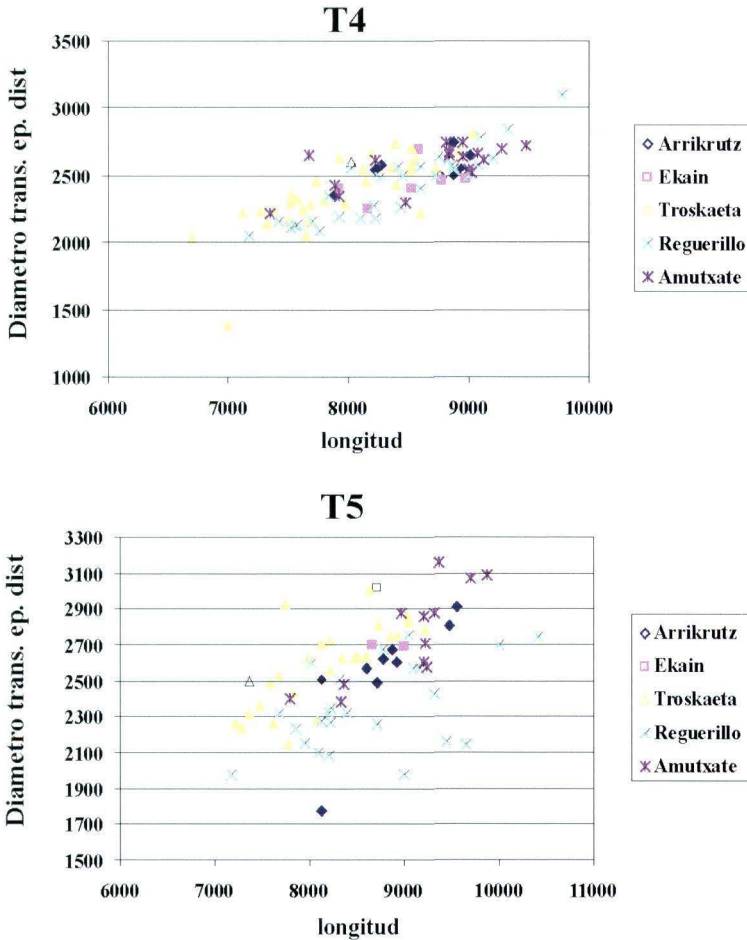 T4
Diametro trans. ep. dist
3500
3000
2500
2000
1500
1000
6000 7000 8000 9000 10000
longitud
Arrikrutz
Ekain
Troskaeta
Reguerillo
Amutxate
T5
Diametro trans. ep. dist
3300
3100
2900
2700
2500
2300
2100
1900
1700
1500
6000 7000 8000 9000 10000 11000
longitud
Arrikrutz
Ekain
Troskaeta
Reguerillo
Amutxate